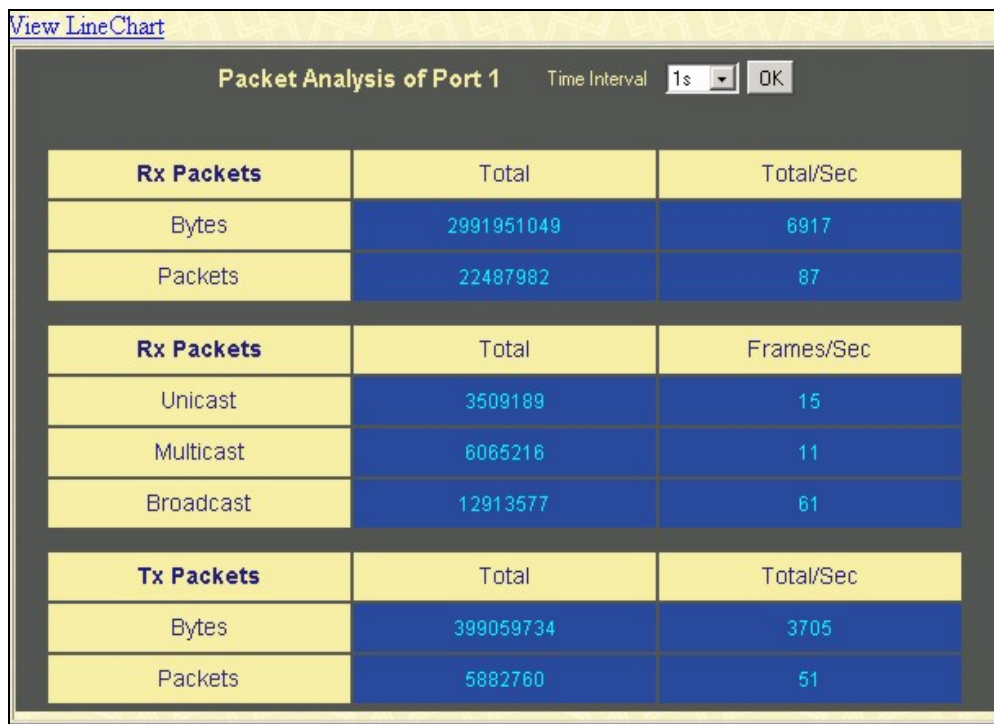 View LineChart
Packet Analysis of Port 1 Time Interval 1s OK
Rx Packets Total Total/Sec
Bytes 2991951049 6917
Packets 22487982 87
Rx Packets Total Frames/Sec
Unicast 3509189 15
Multicast 6065216 11
Broadcast 12913577 61
Tx Packets Total Total/Sec
Bytes 399059734 3705
Packets 5882760 51